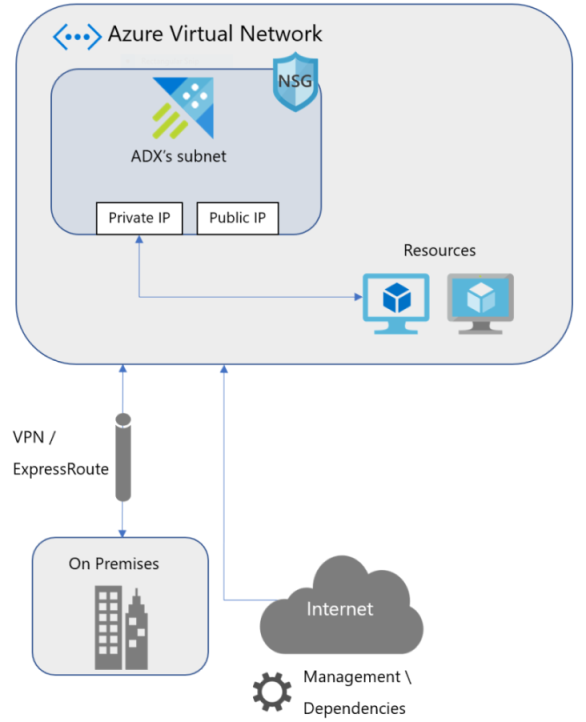 Azure Virtual Network
NSG
ADX's subnet
Private IP
Public IP
Resources
VPN /
ExpressRoute
On Premises
Internet
Management \
Dependencies